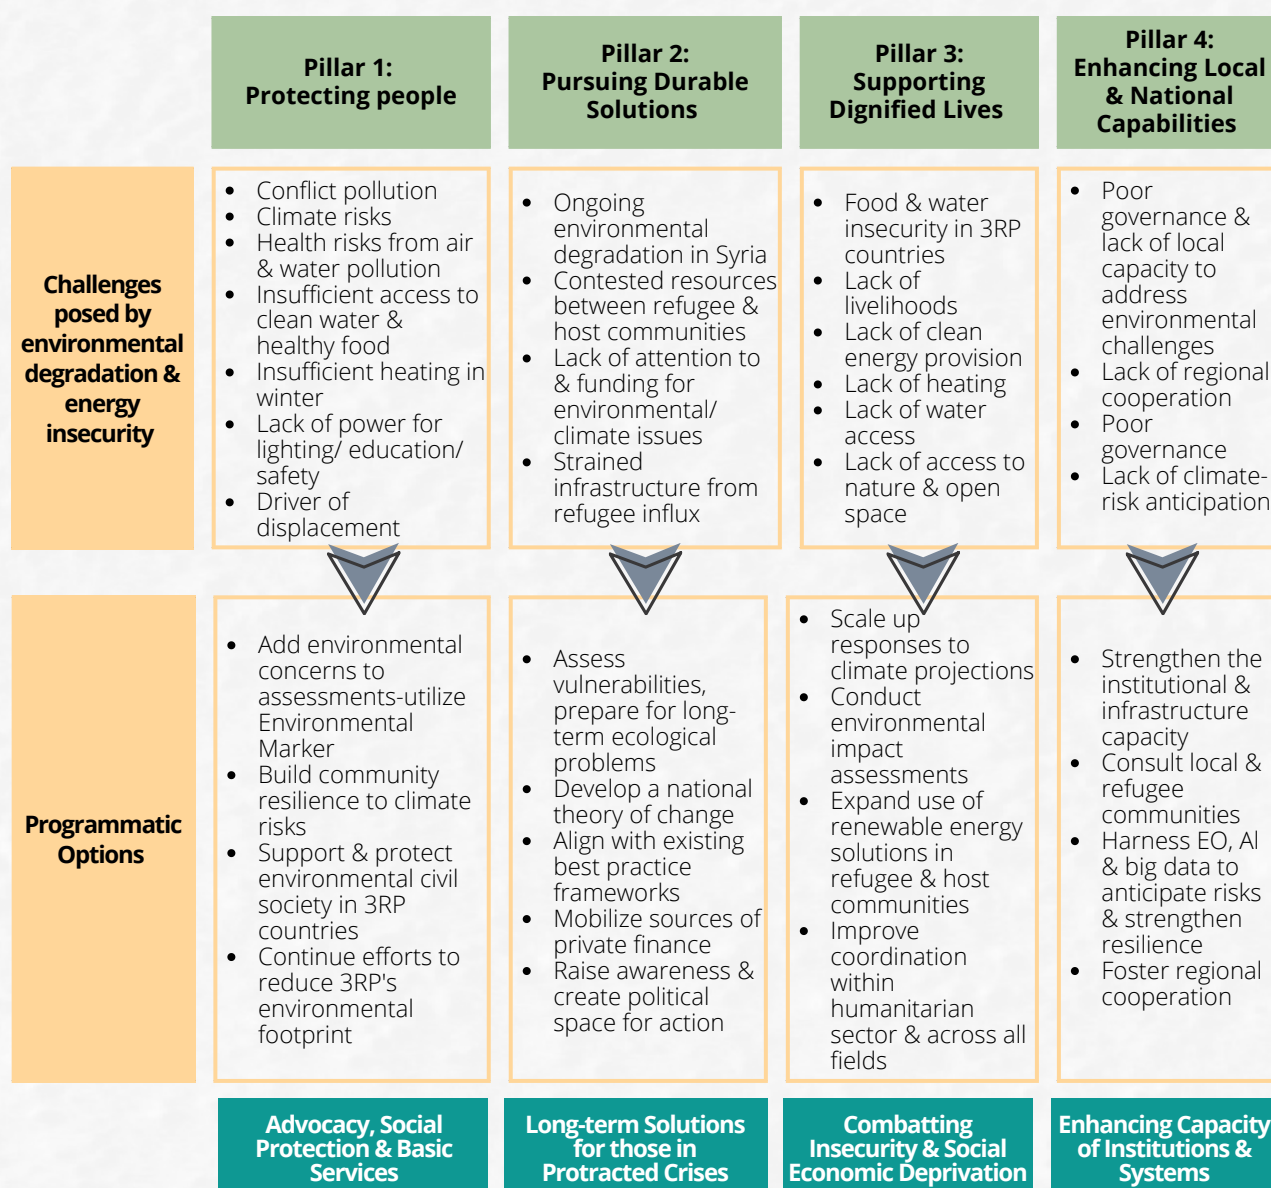 Pillar 1:
Protecting people
Pillar 2:
Pursuing Durable
Solutions
Pillar 3:
Supporting
Dignified Lives
Pillar 4:
Enhancing Local
& National
Capabilities
Challenges
posed by
environmental
degradation &
energy
insecurity
• Conflict pollution
• Climate risks
• Health risks from air
& water pollution
• Insufficient access to
clean water &
healthy food
• Insufficient heating in
winter
• Lack of power for
lighting/ education/
safety
• Driver of
displacement
• Ongoing
environmental
degradation in Syria
• Contested resources
between refugee &
host communities
• Lack of attention to
& funding for
environmental/
climate issues
• Strained
infrastructure from
refugee influx
• Food & water
insecurity in 3RP
countries
• Lack of
livelihoods
• Lack of clean
energy provision
• Lack of heating
• Lack of water
access
• Lack of access to
nature & open
space
• Poor
governance &
lack of local
capacity to
address
environmental
challenges
• Lack of regional
cooperation
• Poor
governance
• Lack of climate-
risk anticipation
Programmatic
Options
• Add environmental
concerns to
assessments-utilize
Environmental
Marker
• Build community
resilience to climate
risks
• Support & protect
environmental civil
society in 3RP
countries
• Continue efforts to
reduce 3RP's
environmental
footprint
• Assess
vulnerabilities,
prepare for long-
term ecological
problems
• Develop a national
theory of change
• Align with existing
best practice
frameworks
• Mobilize sources of
private finance
• Raise awareness &
create political
space for action
• Scale up
responses to
climate projections
• Conduct
environmental
impact
assessments
• Expand use of
renewable energy
solutions in
refugee & host
communities
• Improve
coordination
within
humanitarian
sector & across all
fields
• Strengthen the
institutional &
infrastructure
capacity
• Consult local &
refugee
communities
• Harness EO, AI
& big data to
anticipate risks
& strengthen
resilience
• Foster regional
cooperation
Advocacy, Social
Protection & Basic
Services
Long-term Solutions
for those in
Protracted Crises
Combatting
Insecurity & Social
Economic Deprivation
Enhancing Capacity
of Institutions &
Systems